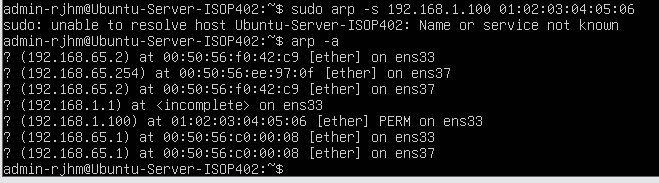 admin-rjhm@Ubuntu-Server-ISOP402:~$ sudo arp -s 192.168.1.100 01:02:03:04:05:06
sudo: unable to resolve host Ubuntu-Server-ISOP402: Name or service not known
admin-rjhm@Ubuntu-Server-ISOP402:~$ arp -a
? (192.168.65.2) at 00:50:56:f0:42:c9 [ether] on ens33
? (192.168.65.254) at 00:50:56:ee:97:0f [ether] on ens37
? (192.168.65.2) at 00:50:56:f0:42:c9 [ether] on ens37
? (192.168.1.1) at <incomplete> on ens33
? (192.168.1.100) at 01:02:03:04:05:06 [ether] PERM on ens33
? (192.168.65.1) at 00:50:56:c0:00:08 [ether] on ens33
? (192.168.65.1) at 00:50:56:c0:00:08 [ether] on ens37
admin-rjhm@Ubuntu-Server-ISOP402:~$